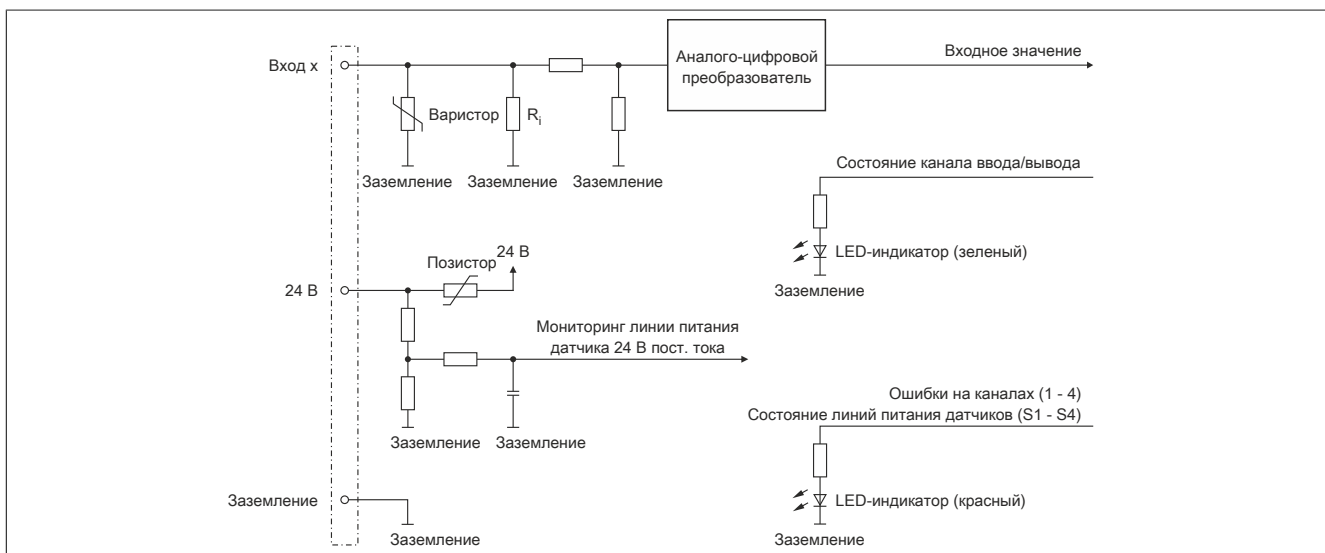 Вход x
Аналого-цифровой
преобразователь
Входное значение
Варистор
Ri
Заземление
Заземление
Заземление
Состояние канала ввода/вывода
LED-индикатор (зеленый)
Заземление
Позистор
24 В
24 В
Мониторинг линии питания
датчика 24 В пост. тока
Заземление
Заземление
Ошибки на каналах (1 - 4)
Состояние линий питания датчиков (S1 - S4)
LED-индикатор (красный)
Заземление
Заземление
Заземление